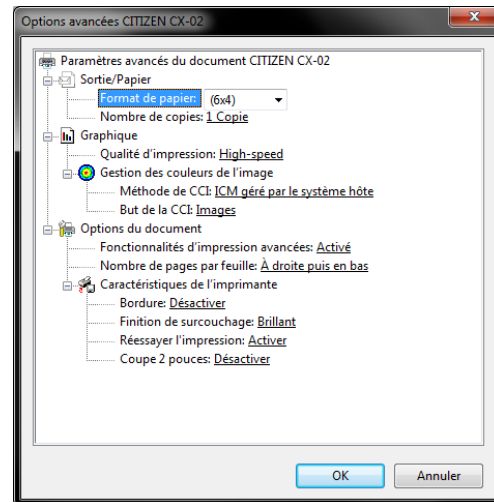 Options avancées CITIZEN CX-02
Paramètres avancés du document CITIZEN CX-02
Sortie/Papier
Format de papier: (6x4)
Nombre de copies: 1 Copie
Graphique
Qualité d'impression: High-speed
Gestion des couleurs de l'image
Méthode de CCI: ICM géré par le système hôte
But de la CCI: Images
Options du document
Fonctionnalités d'impression avancées: Activé
Nombre de pages par feuille: À droite puis en bas
Caractéristiques de l'imprimante
Bordure: Désactiver
Finition de surcouchage: Brillant
Réessayer l'impression: Activer
Coupe 2 pouces: Désactiver
OK Annuler